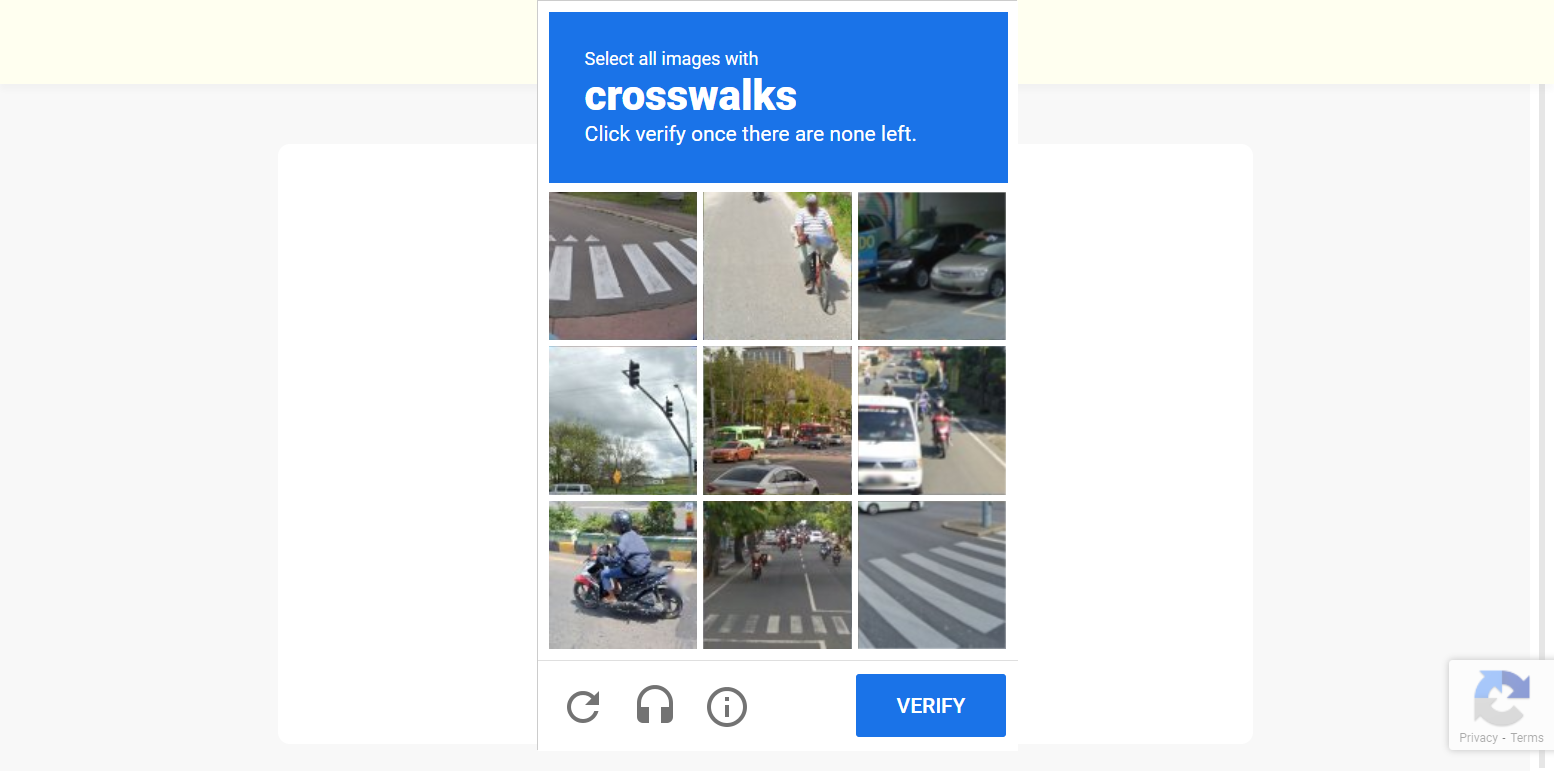 Select all images with
crosswalks
Click verify once there are none left.
VERIFY
Privacy - Terms